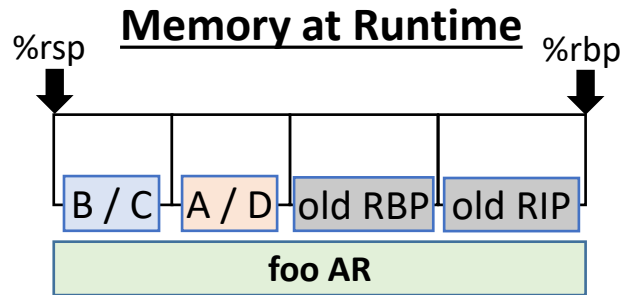 Memory at Runtime
%rsp
%rbp
B / C
A / D
old RBP
old RIP
foo AR